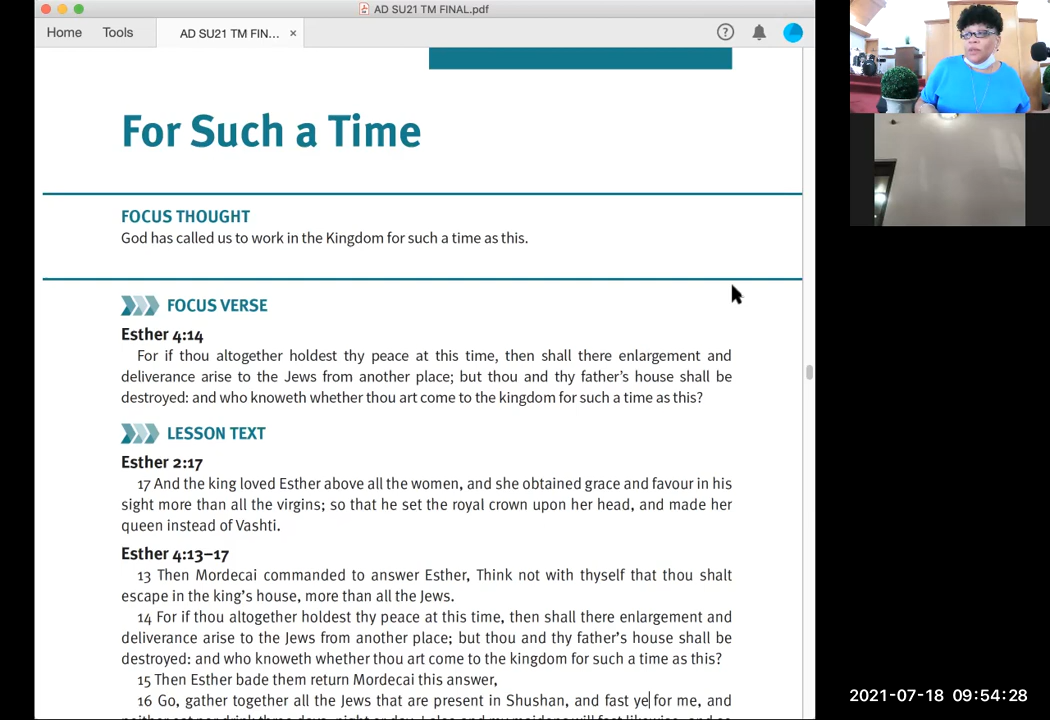 AD SU21 TM FINAL.pdf
Home Tools AD SU21 TM FIN... ×
For Such a Time
FOCUS THOUGHT
God has called us to work in the Kingdom for such a time as this.
FOCUS VERSE
Esther 4:14
For if thou altogether holdest thy peace at this time, then shall there enlargement and
deliverance arise to the Jews from another place; but thou and thy father’s house shall be
destroyed: and who knoweth whether thou art come to the kingdom for such a time as this?
LESSON TEXT
Esther 2:17
17 And the king loved Esther above all the women, and she obtained grace and favour in his
sight more than all the virgins; so that he set the royal crown upon her head, and made her
queen instead of Vashti.
Esther 4:13–17
13 Then Mordecai commanded to answer Esther, Think not with thyself that thou shalt
escape in the king’s house, more than all the Jews.
14 For if thou altogether holdest thy peace at this time, then shall there enlargement and
deliverance arise to the Jews from another place; but thou and thy father’s house shall be
destroyed: and who knoweth whether thou art come to the kingdom for such a time as this?
15 Then Esther bade them return Mordecai this answer,
16 Go, gather together all the Jews that are present in Shushan, and fast ye for me, and
2021-07-18 09:54:28